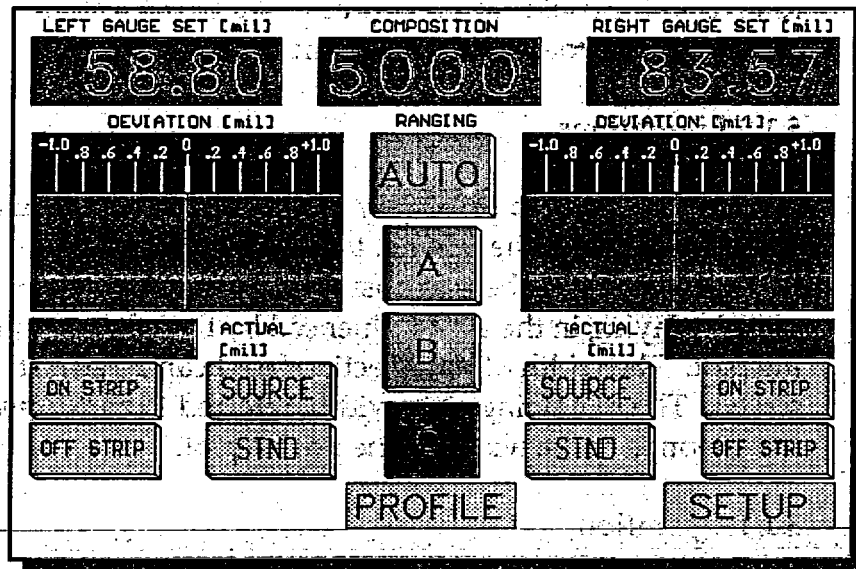 LEFT GAUGE SET [mil] COMPOSITION RIGHT GAUGE SET [mil]
58.80 5000 83.57
DEVIATION [mil] RANGING DEVIATION [mil]
-1.0 .8 .6 .4 .2 0 .2 .4 .6 .8 +1.0 -1.0 .8 .6 .4 .2 0 .2 .4 .6 .8 +1.0
AUTO
A
B
C
ACTUAL [mil] ACTUAL [mil]
ON STRIP SOURCE SOURCE ON STRIP
OFF STRIP STND STND OFF STRIP
PROFILE SETUP